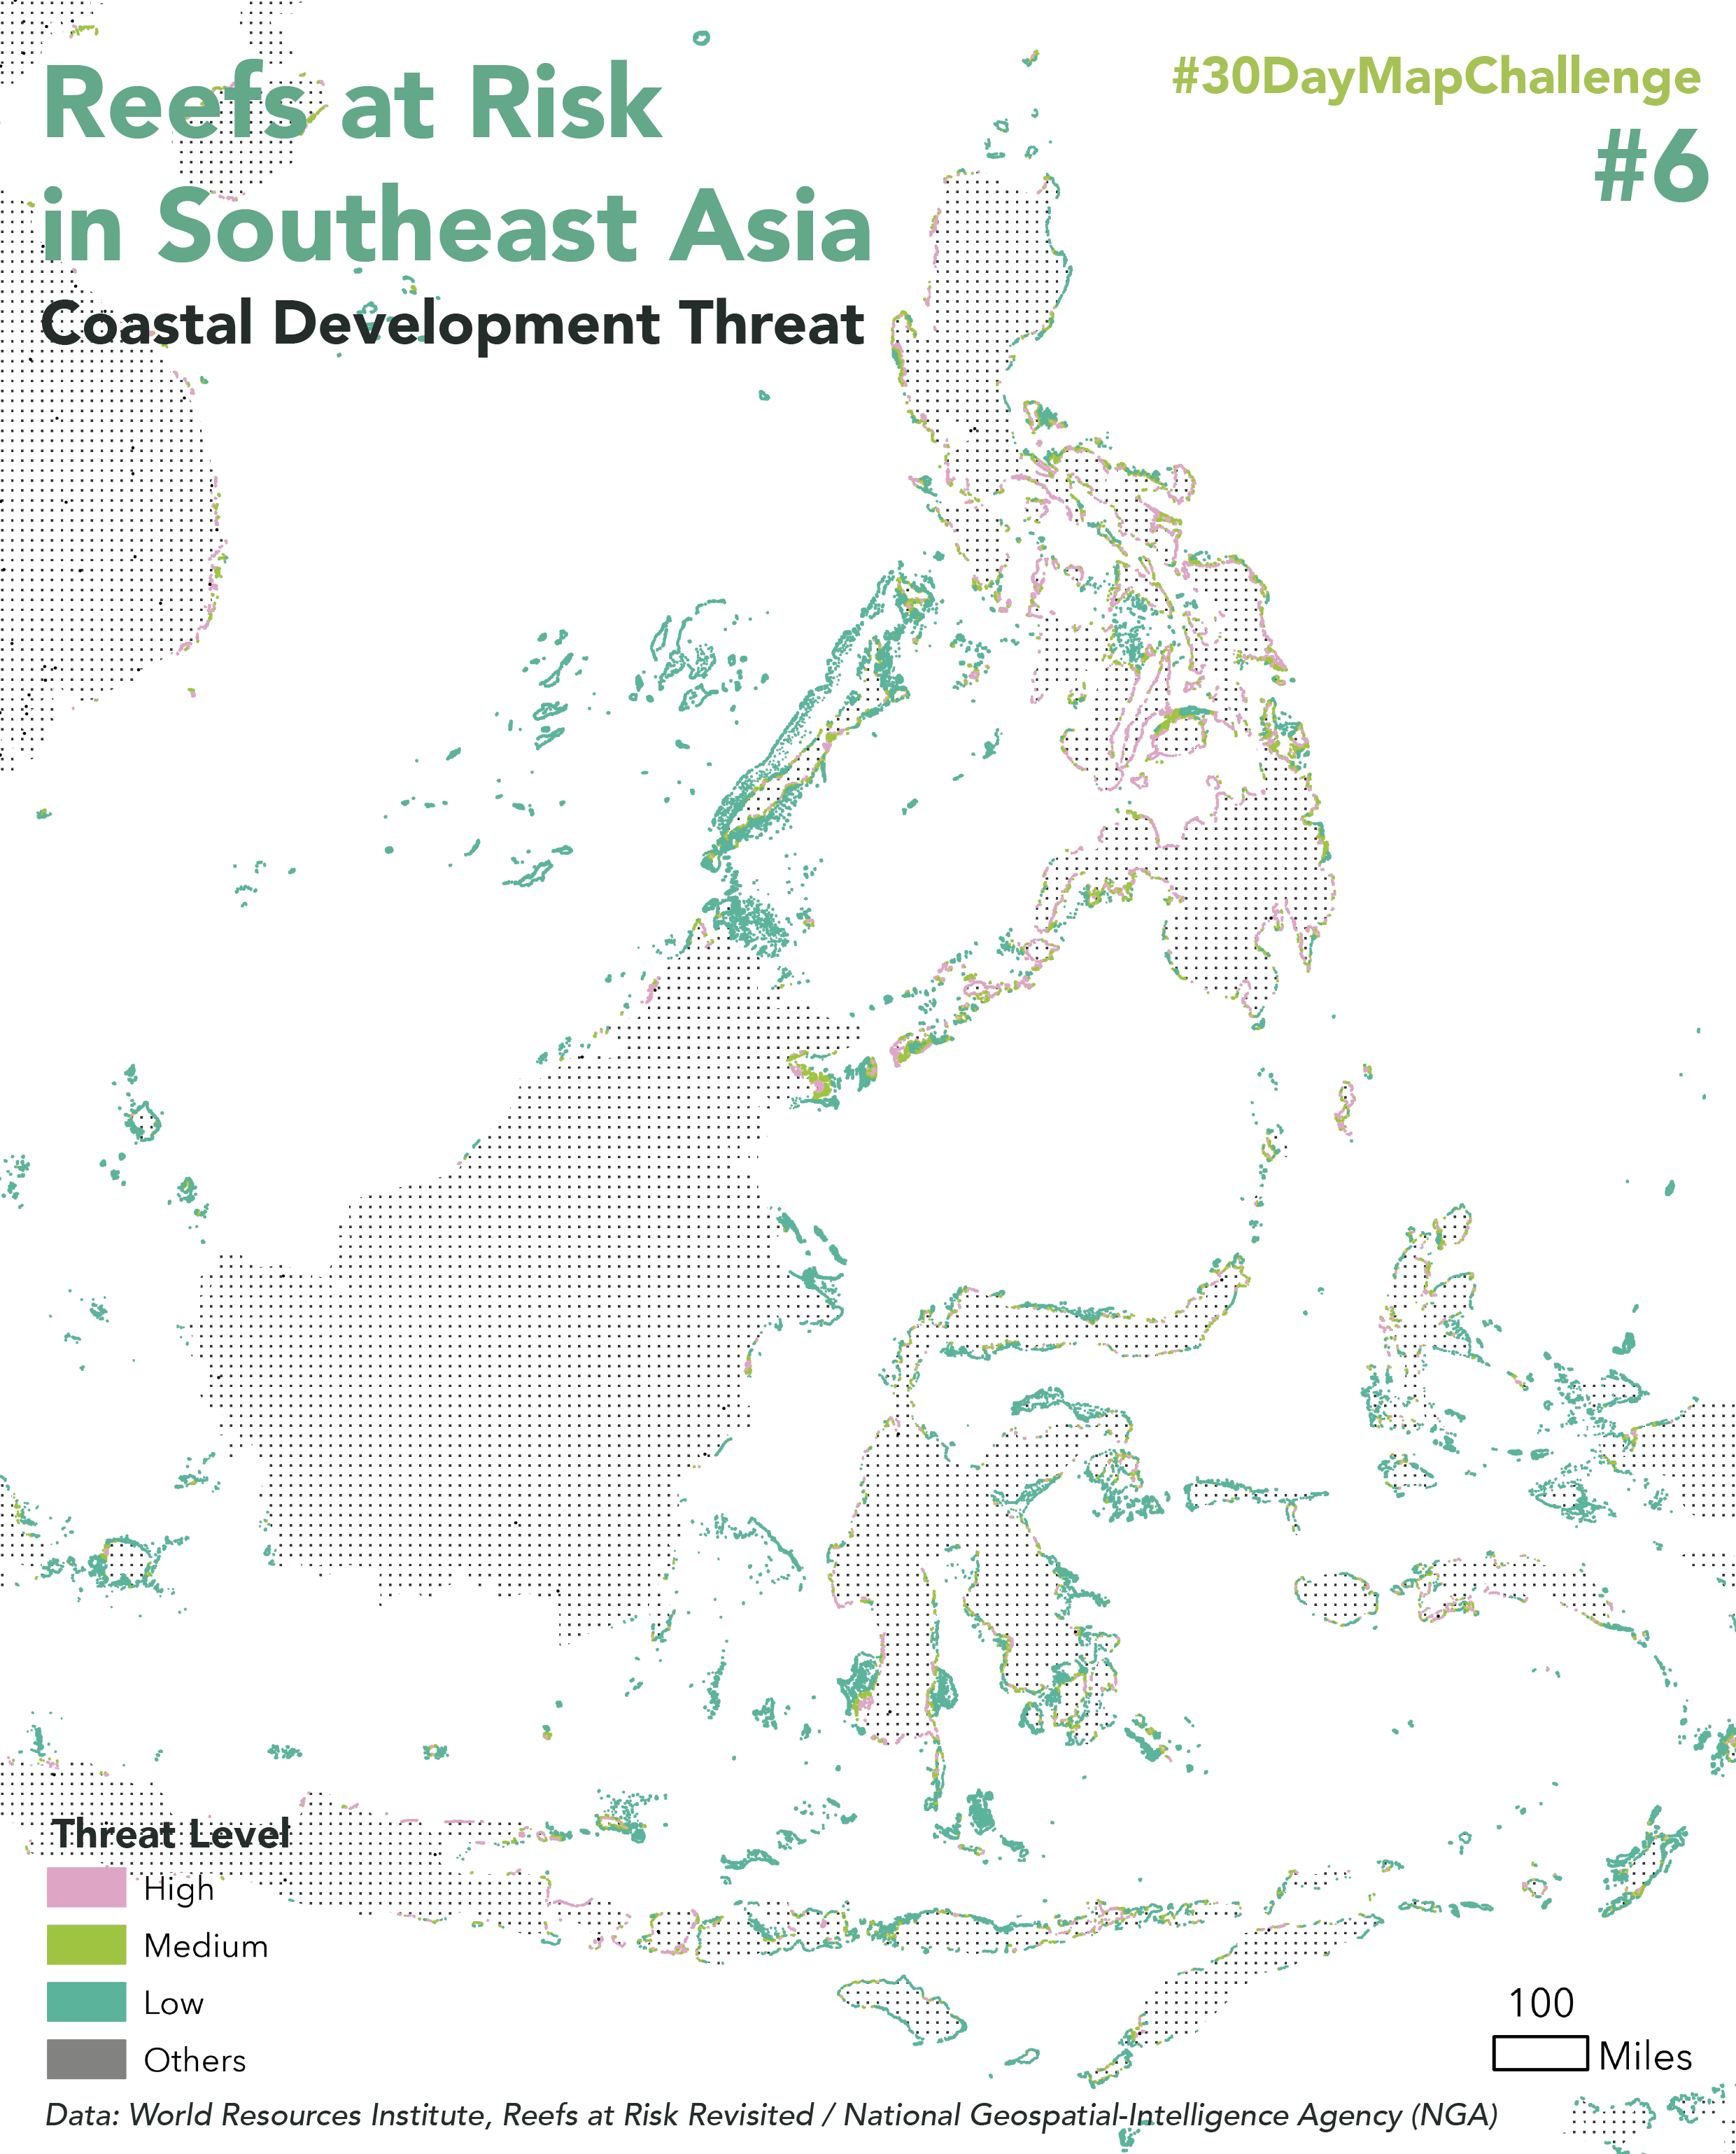 Reefs at Risk
in Southeast Asia
Coastal Development Threat
#30DayMapChallenge
#6
Threat Level
High
Medium
Low
Others
100
Miles
Data: World Resources Institute, Reefs at Risk Revisited / National Geospatial-Intelligence Agency (NGA)